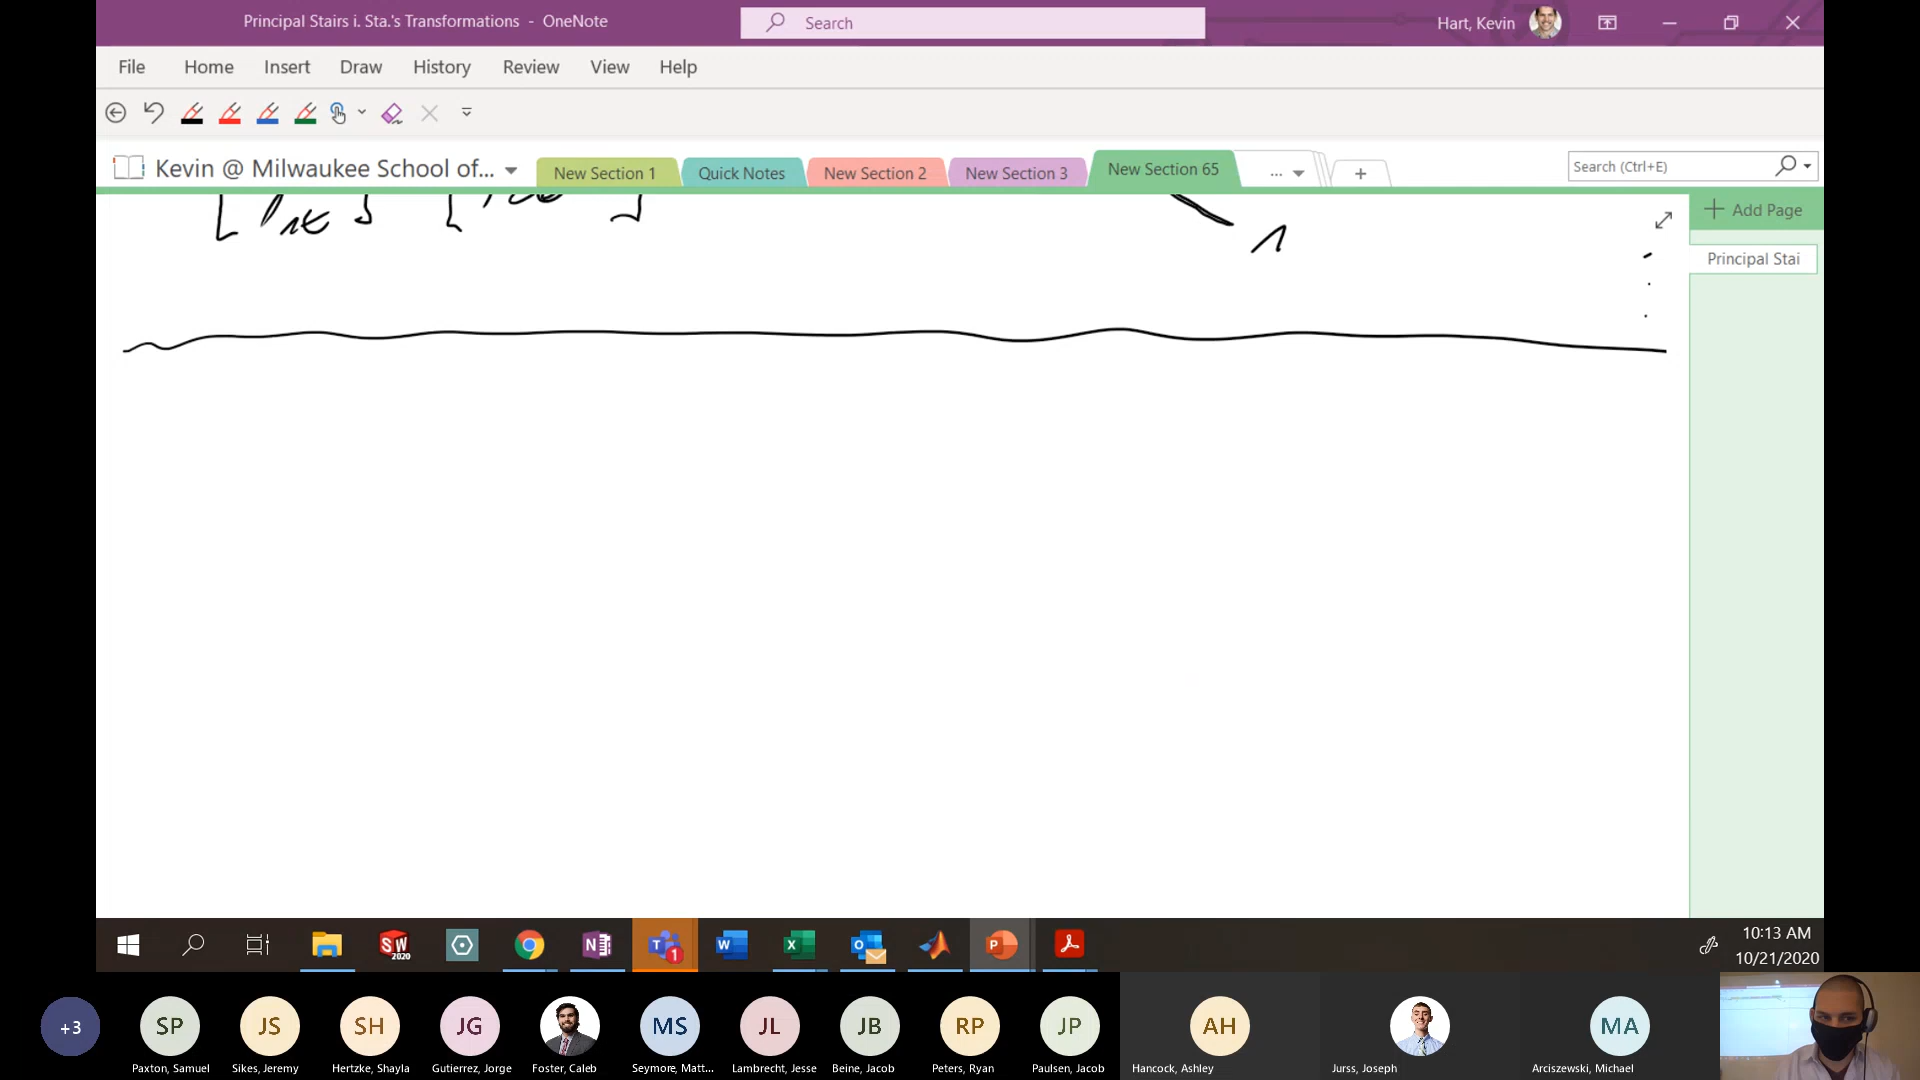 Principal Stairs i. Sta.'s Transformations - OneNote
Search
Hart, Kevin
File Home Insert Draw History Review View Help
Kevin @ Milwaukee School of...
New Section 1 Quick Notes New Section 2 New Section 3 New Section 65 ...
Search (Ctrl+E)
Add Page
Principal Stai
1
SW 2020 N T 1 W X O P
10:13 AM
10/21/2020
+3 SP JS SH JG MS JL JB RP JP AH MA
Paxton, Samuel Sikes, Jeremy Hertzke, Shayla Gutierrez, Jorge Foster, Caleb Seymore, Matt... Lambrecht, Jesse Beine, Jacob Peters, Ryan Paulsen, Jacob Hancock, Ashley Jurss, Joseph Arciszewski, Michael